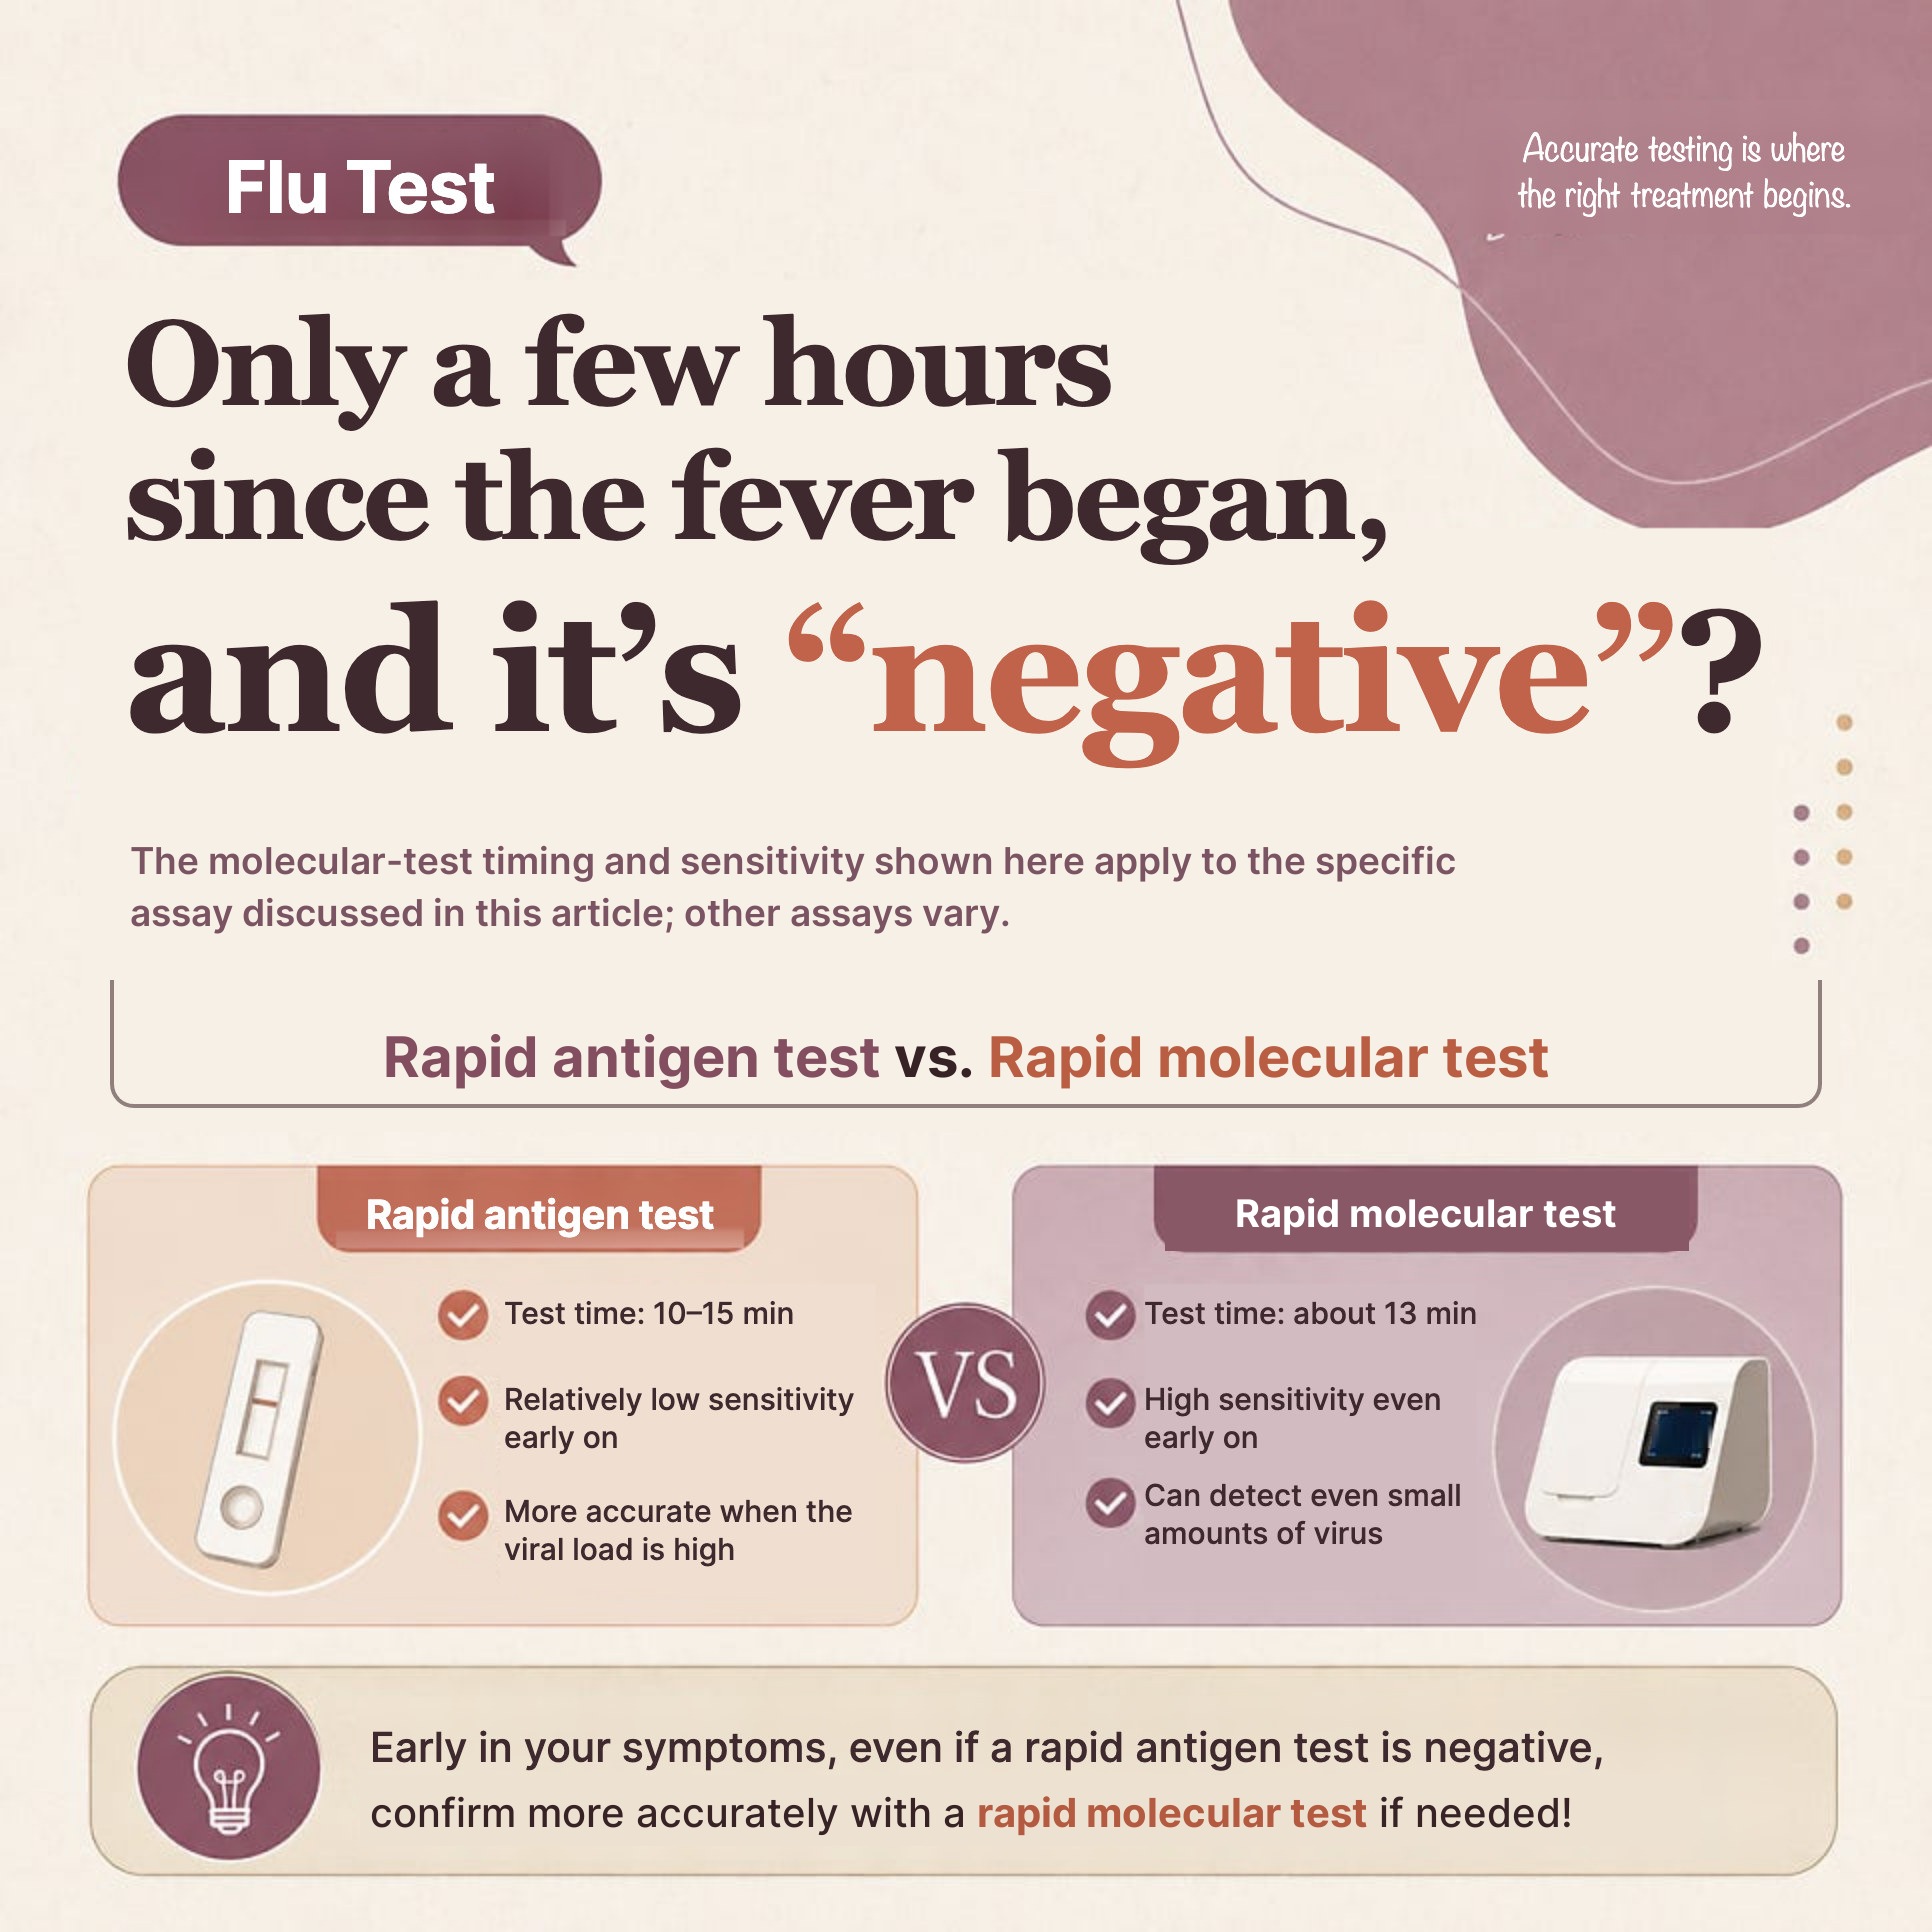 Flu Test
Accurate testing is where
the right treatment begins.
Only a few hours
since the fever began,
and it’s “negative”?
The molecular-test timing and sensitivity shown here apply to the specific
assay discussed in this article; other assays vary.
Rapid antigen test vs. Rapid molecular test
Rapid antigen test
Test time: 10–15 min
Relatively low sensitivity
early on
More accurate when the
viral load is high
VS
Rapid molecular test
Test time: about 13 min
High sensitivity even
early on
Can detect even small
amounts of virus
Early in your symptoms, even if a rapid antigen test is negative,
confirm more accurately with a rapid molecular test if needed!